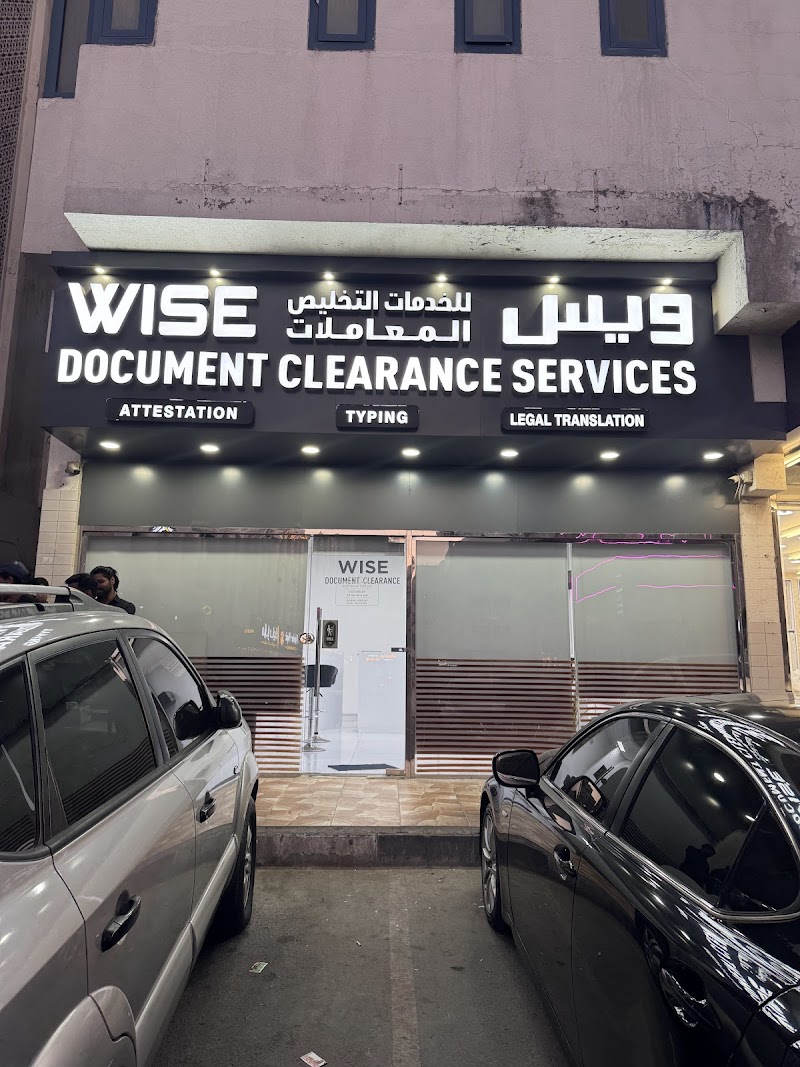 WISE
للخدمات التخليص
المعاملات
ويس
DOCUMENT CLEARANCE SERVICES
ATTESTATION
TYPING
LEGAL TRANSLATION
WISE
DOCUMENT CLEARANCE